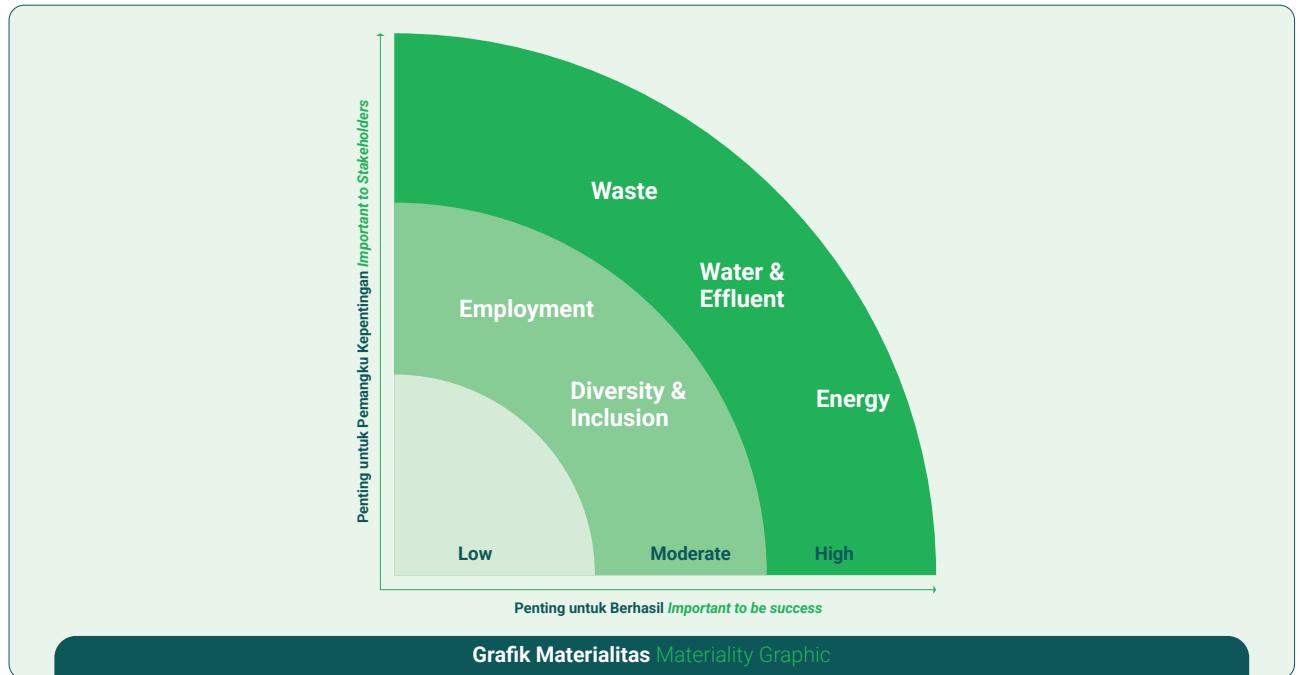 Penting untuk Pemangku Kepentingan Important to Stakeholders
Waste
Water &
Effluent
Employment
Diversity &
Inclusion
Energy
Low
Moderate
High
Penting untuk Berhasil Important to be success
Grafik Materialitas Materiality Graphic